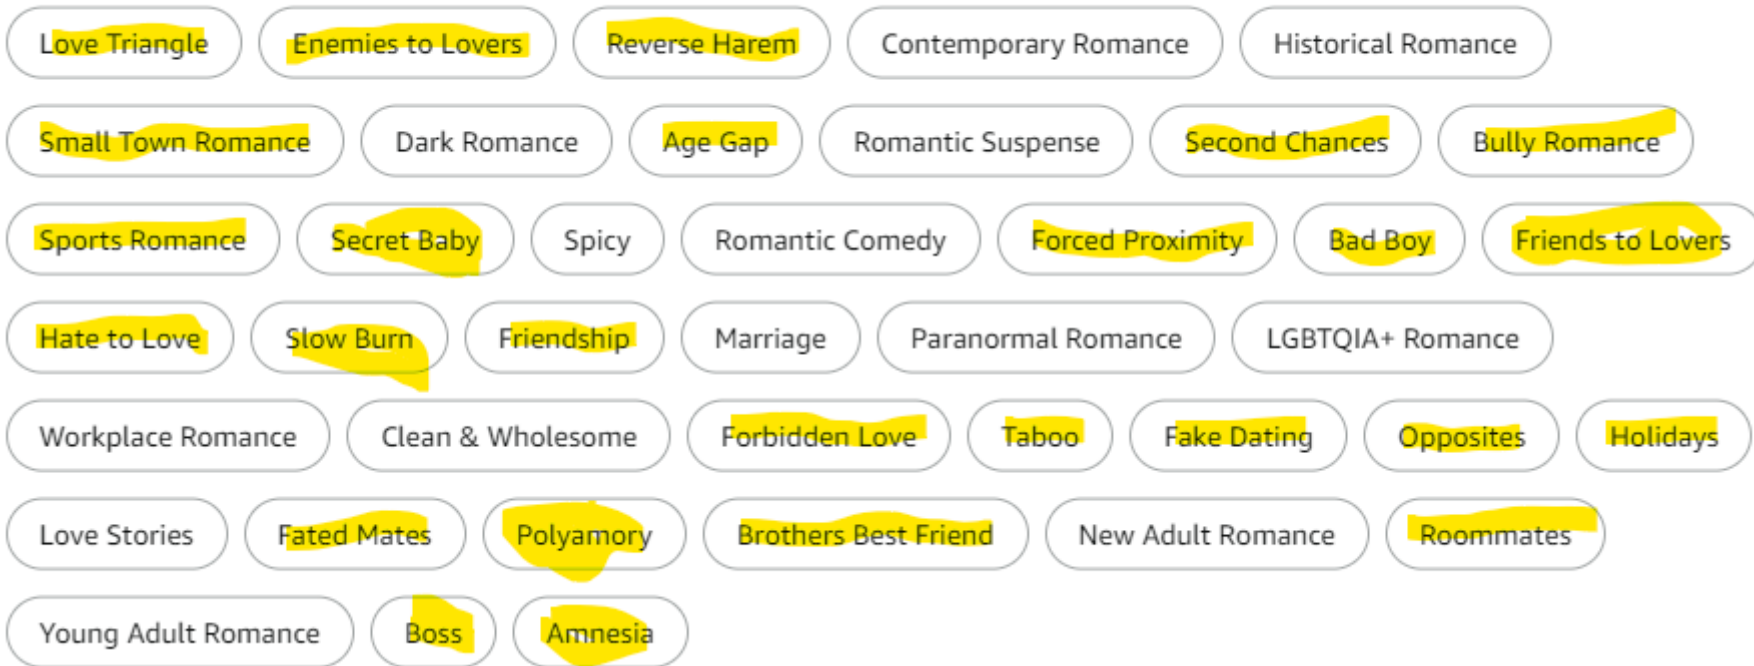 Love Triangle Enemies to Lovers Reverse Harem Contemporary Romance Historical Romance
Small Town Romance Dark Romance Age Gap Romantic Suspense Second Chances Bully Romance
Sports Romance Secret Baby Spicy Romantic Comedy Forced Proximity Bad Boy Friends to Lovers
Hate to Love Slow Burn Friendship Marriage Paranormal Romance LGBTQIA+ Romance
Workplace Romance Clean & Wholesome Forbidden Love Taboo Fake Dating Opposites Holidays
Love Stories Fated Mates Polyamory Brothers Best Friend New Adult Romance Roommates
Young Adult Romance Boss Amnesia